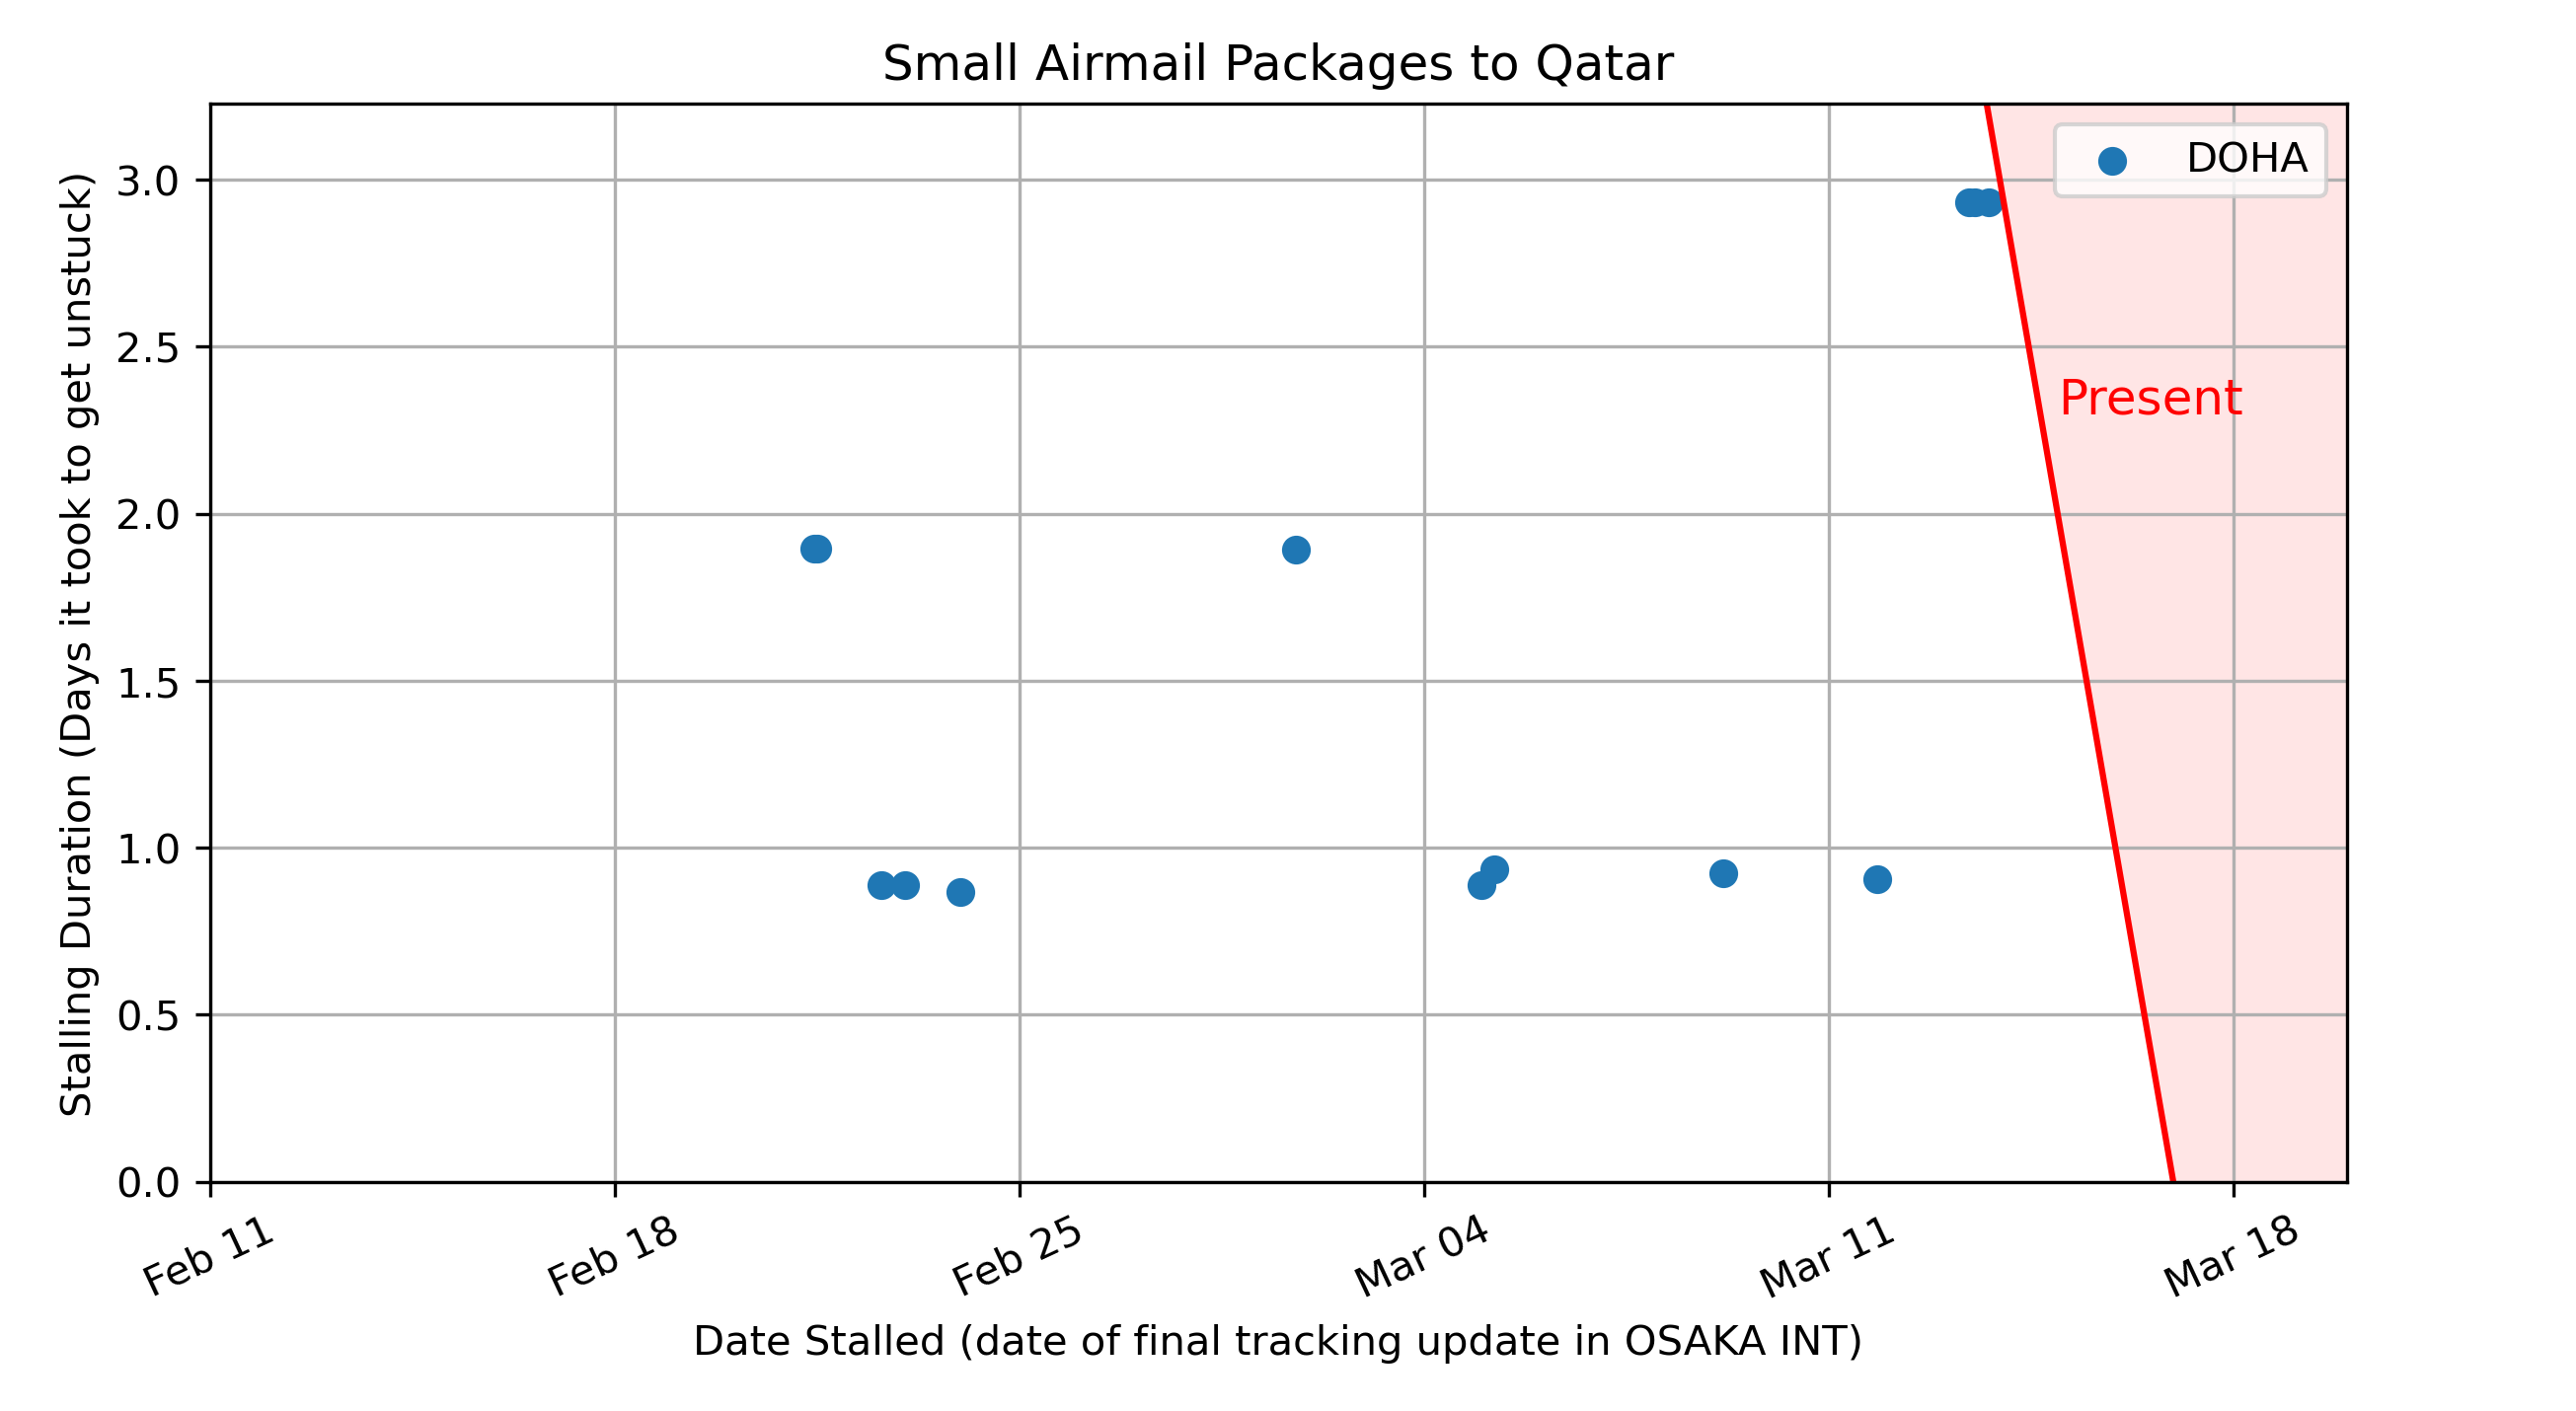 Small Airmail Packages to Qatar
Stalling Duration (Days it took to get unstuck)
3.0
2.5
2.0
1.5
1.0
0.5
0.0
DOHA
Present
Feb 11
Feb 18
Feb 25
Mar 04
Mar 11
Mar 18
Date Stalled (date of final tracking update in OSAKA INT)